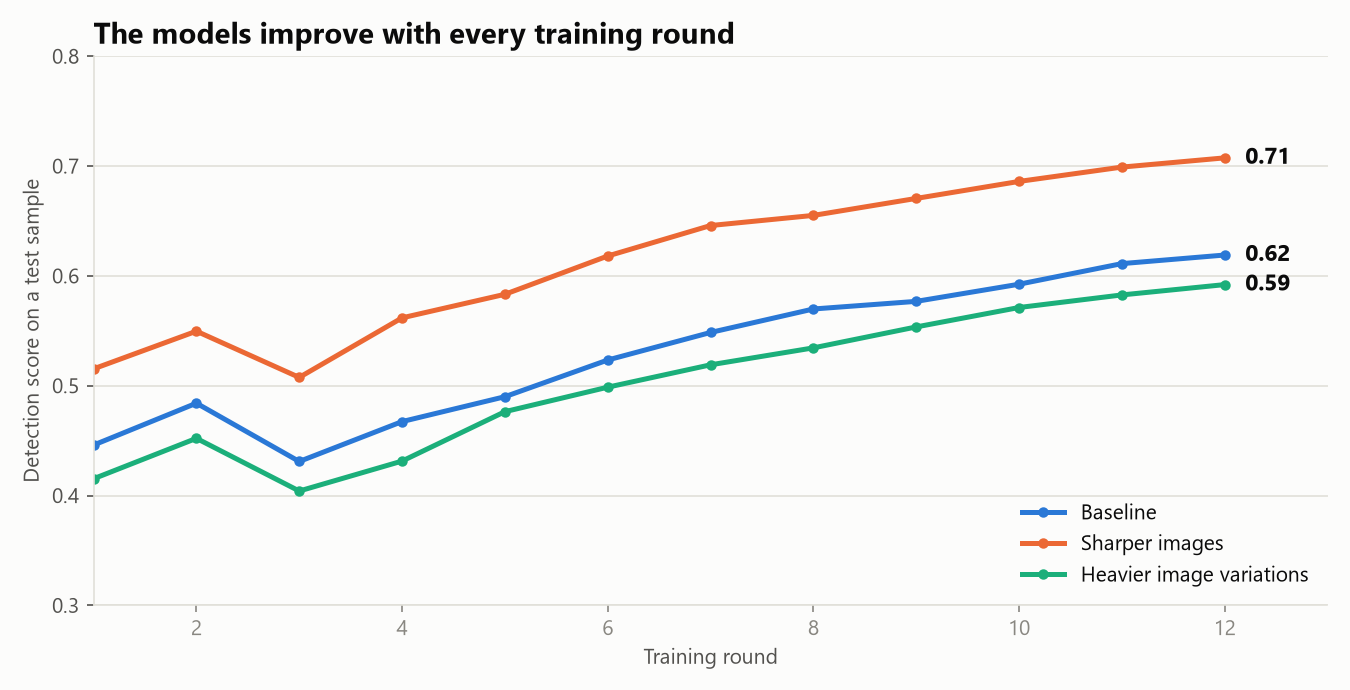 The models improve with every training round
0.8
0.7
0.6
0.5
0.4
0.3
Detection score on a test sample
0.71
0.62
0.59
Baseline
Sharper images
Heavier image variations
2 4 6 8 10 12
Training round